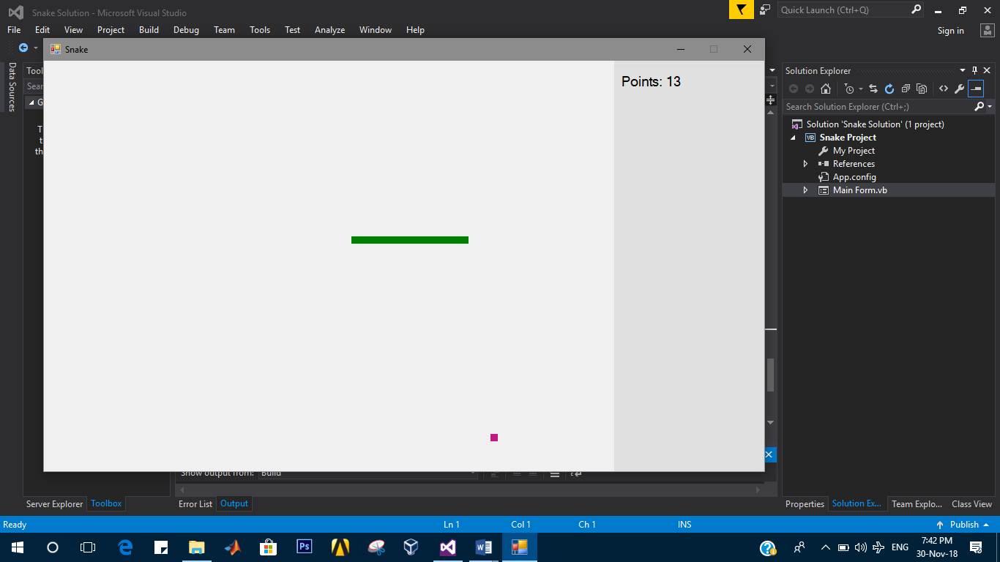 Snake Solution - Microsoft Visual Studio
Quick Launch (Ctrl+Q)
File Edit View Project Build Debug Team Tools Test Analyze Window Help
Sign in
Snake
Data Sources
Points: 13
Solution Explorer
Search Solution Explorer (Ctrl+;)
Solution 'Snake Solution' (1 project)
VB Snake Project
My Project
References
App.config
Main Form.vb
Show output from: Build
Server Explorer Toolbox
Error List Output
Properties Solution Ex... Team Explo... Class View
Ready Ln 1 Col 1 Ch 1 INS Publish
Ps
ENG
7:42 PM
30-Nov-18